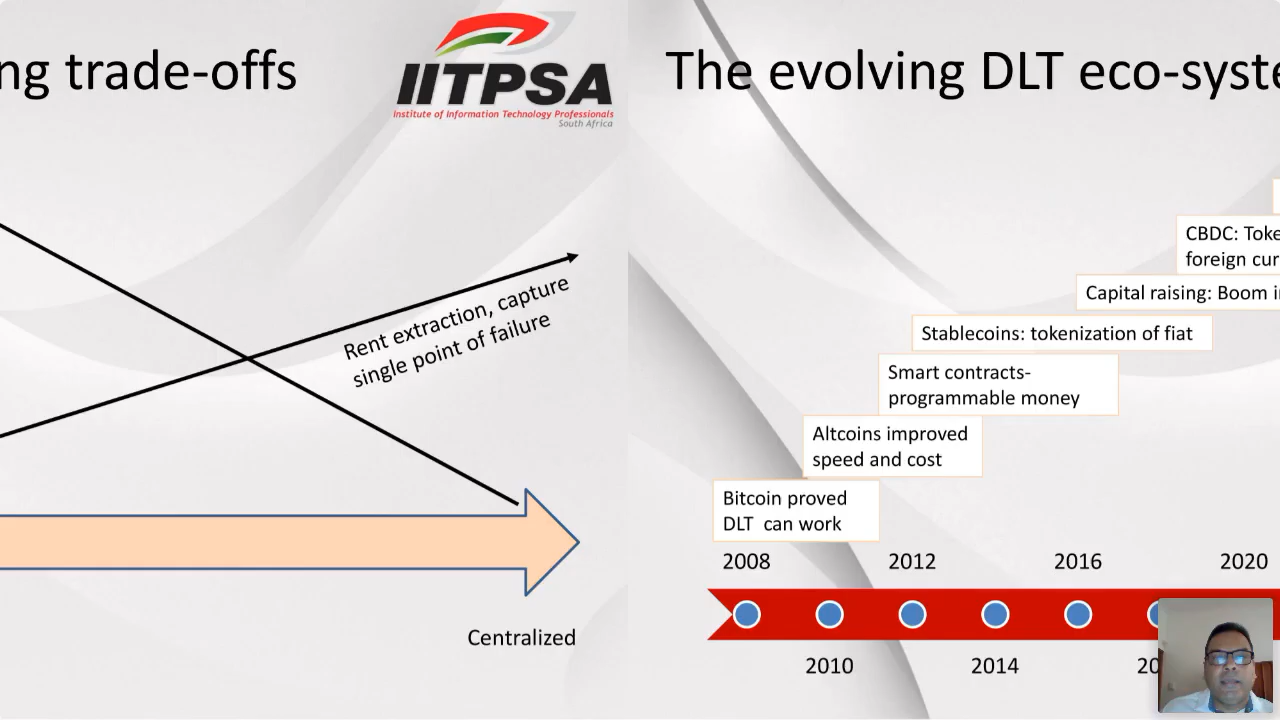 ng trade-offs
IITPSA
Institute of Information Technology Professionals
South Africa
Rent extraction, capture
single point of failure
Centralized
The evolving DLT eco-syste
CBDC: Toke
foreign cur
Capital raising: Boom i
Stablecoins: tokenization of fiat
Smart contracts-
programmable money
Altcoins improved
speed and cost
Bitcoin proved
DLT can work
2008
2012
2016
2020
2010
2014
20